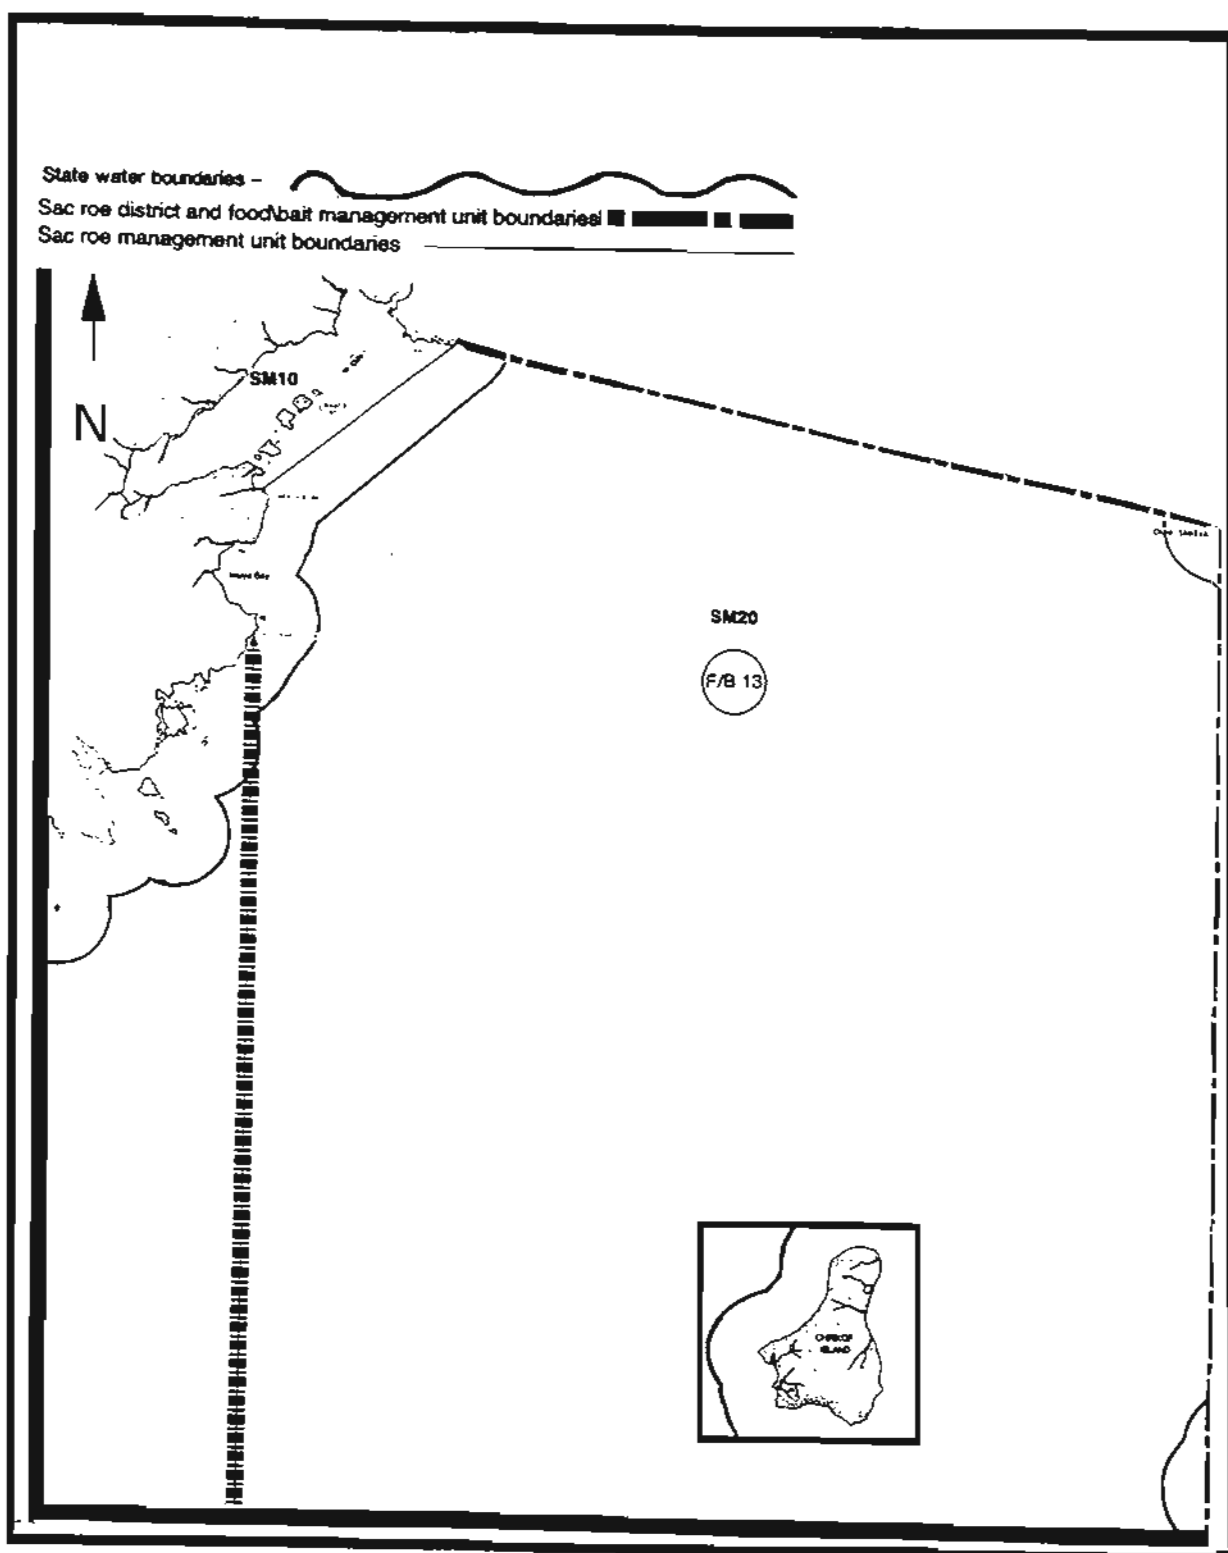 State water boundaries –
Sac roe district and food\bait management unit boundaries
Sac roe management unit boundaries
SM10
N
SM20
F/B 13
ISLAND